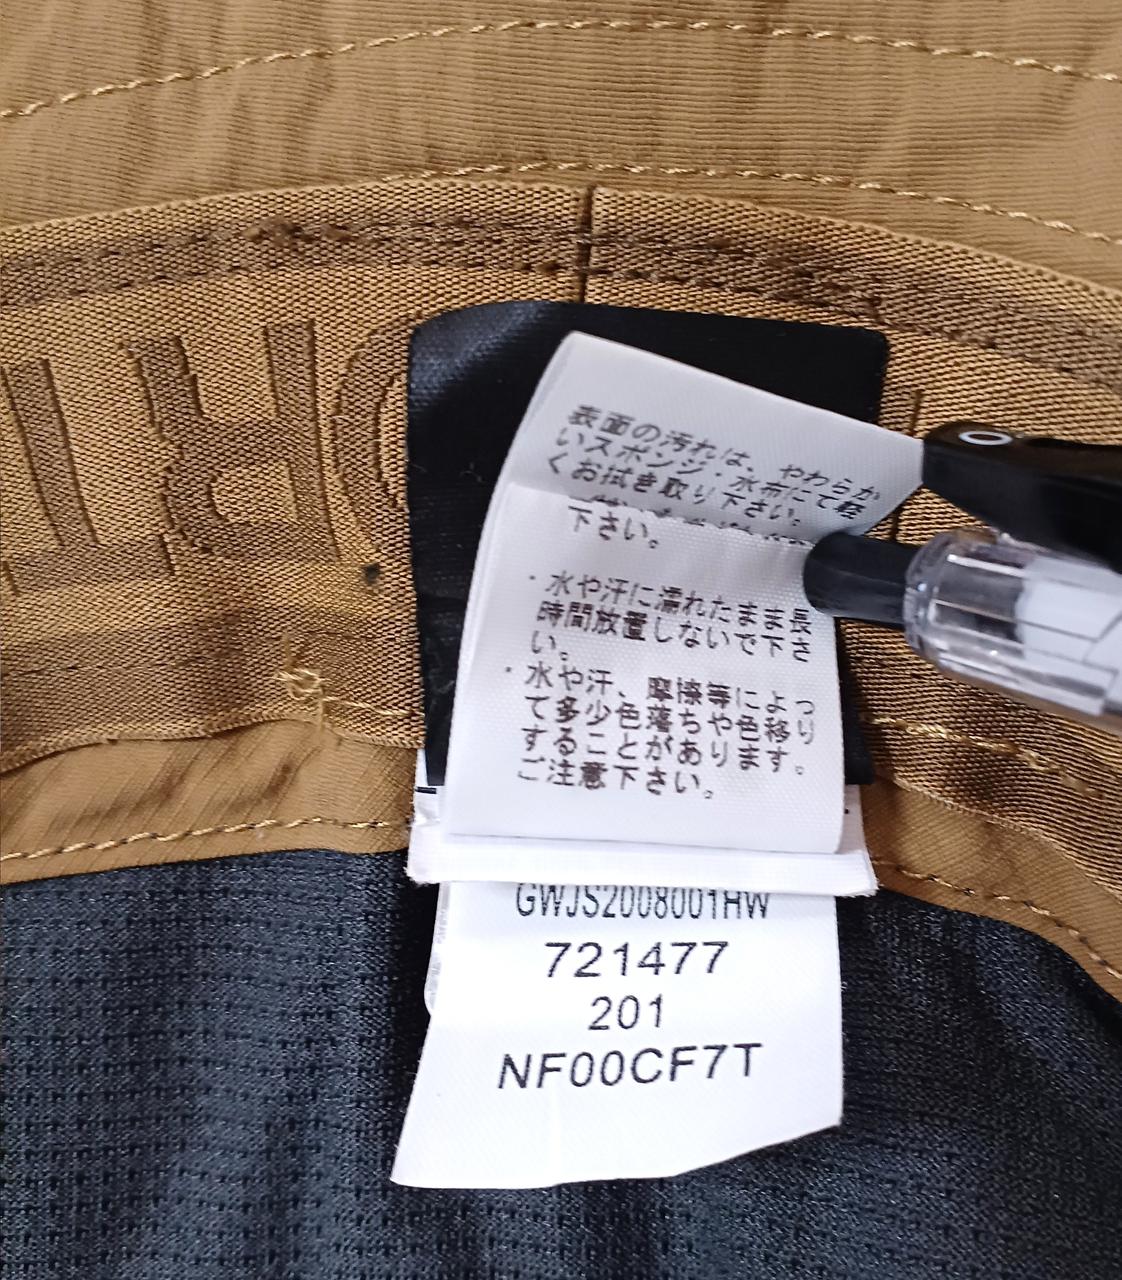 表面の汚れは、やわらか
いスポンジ・水布にて軽
くお拭き取り下さい。
下さい。
・水や汗に濡れたまま長
時間放置しないで下さ
い。
・水や汗、摩擦等によっ
て多少色落ちや色移り
することがあります。
ご注意下さい。
GWJS2008001HW
721477
201
NF00CF7T